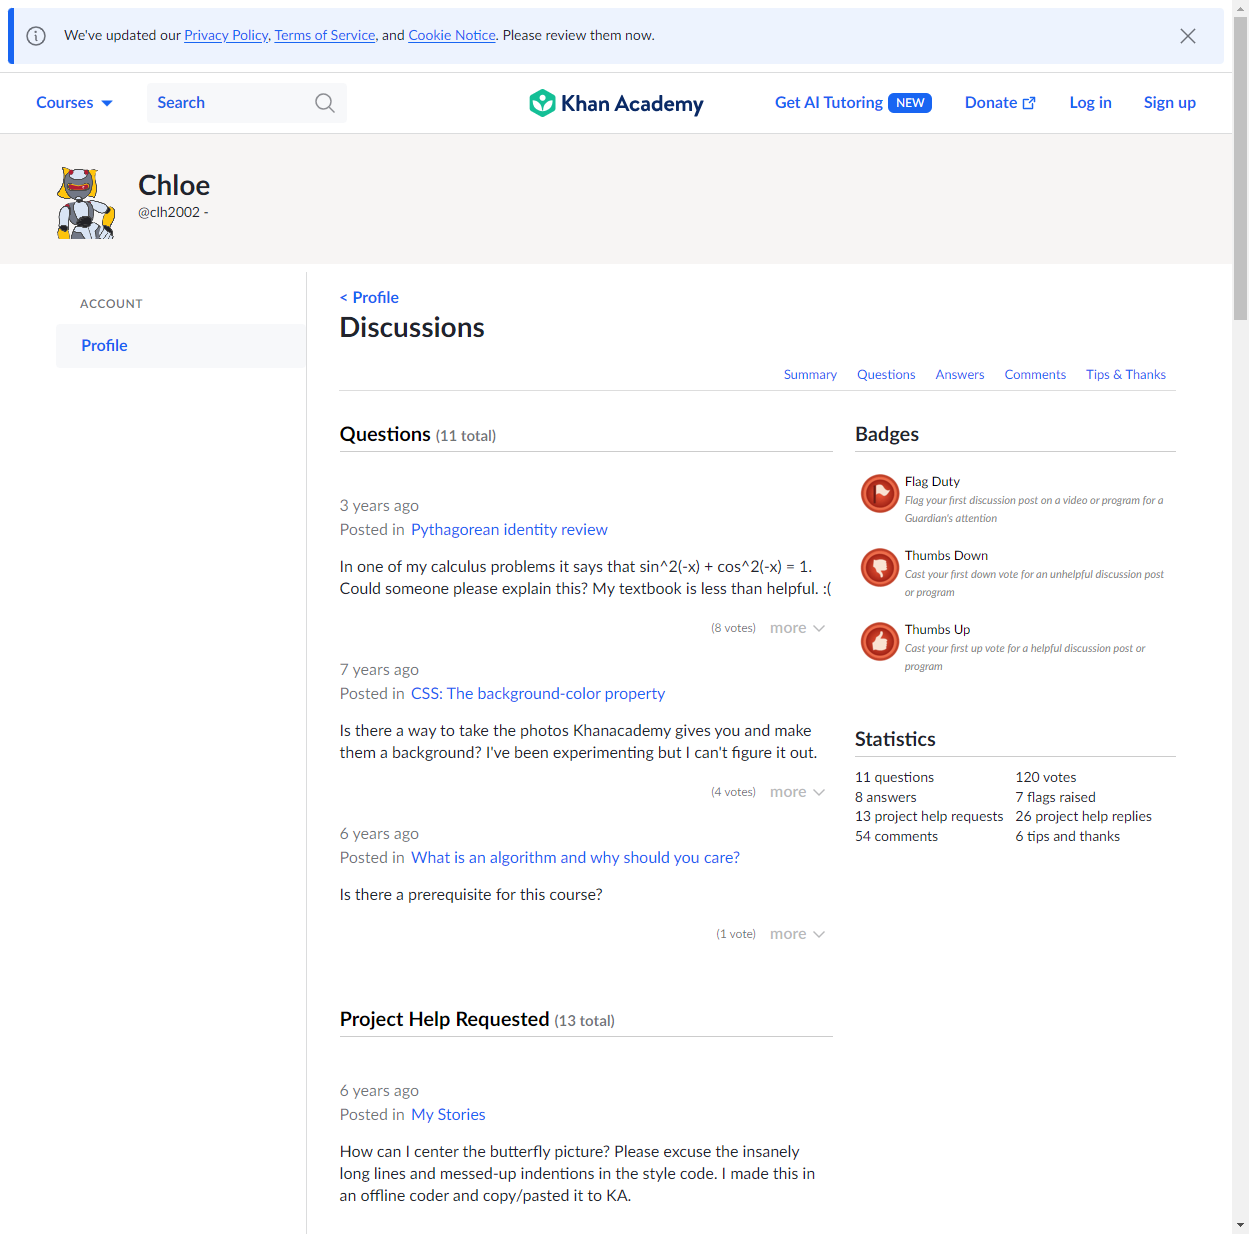 We've updated our Privacy Policy, Terms of Service, and Cookie Notice. Please review them now.
Courses
Search
Khan Academy
Get AI Tutoring NEW
Donate
Log in
Sign up
Chloe
@clh2002 -
ACCOUNT
Profile
< Profile
Discussions
Summary Questions Answers Comments Tips & Thanks
Questions (11 total)
3 years ago
Posted in Pythagorean identity review
In one of my calculus problems it says that sin^2(-x) + cos^2(-x) = 1.
Could someone please explain this? My textbook is less than helpful. :(
(8 votes) more
7 years ago
Posted in CSS: The background-color property
Is there a way to take the photos Khanacademy gives you and make
them a background? I've been experimenting but I can't figure it out.
(4 votes) more
6 years ago
Posted in What is an algorithm and why should you care?
Is there a prerequisite for this course?
(1 vote) more
Project Help Requested (13 total)
6 years ago
Posted in My Stories
How can I center the butterfly picture? Please excuse the insanely
long lines and messed-up indentions in the style code. I made this in
an offline coder and copy/pasted it to KA.
Badges
Flag Duty
Flag your first discussion post on a video or program for a
Guardian's attention
Thumbs Down
Cast your first down vote for an unhelpful discussion post
or program
Thumbs Up
Cast your first up vote for a helpful discussion post or
program
Statistics
11 questions 120 votes
8 answers 7 flags raised
13 project help requests 26 project help replies
54 comments 6 tips and thanks